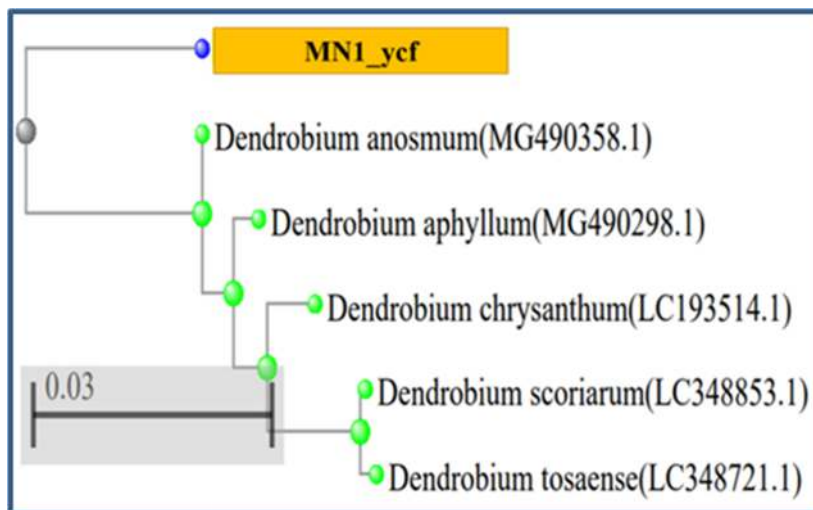 MN1_ycf
Dendrobium anosmum(MG490358.1)
Dendrobium aphyllum(MG490298.1)
Dendrobium chrysanthum(LC193514.1)
0.03
Dendrobium scoriarum(LC348853.1)
Dendrobium tosaense(LC348721.1)